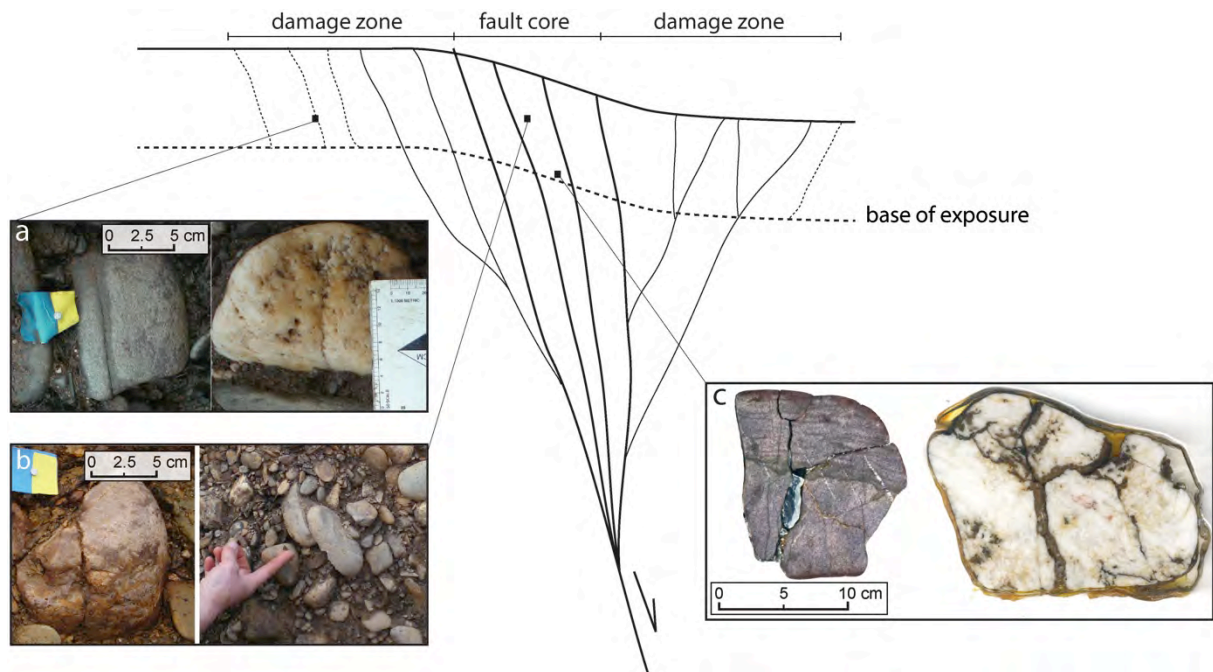 damage zone
fault core
damage zone
base of exposure
a
0 2.5 5 cm
CM
b
0 2.5 5 cm
c
0 5 10 cm